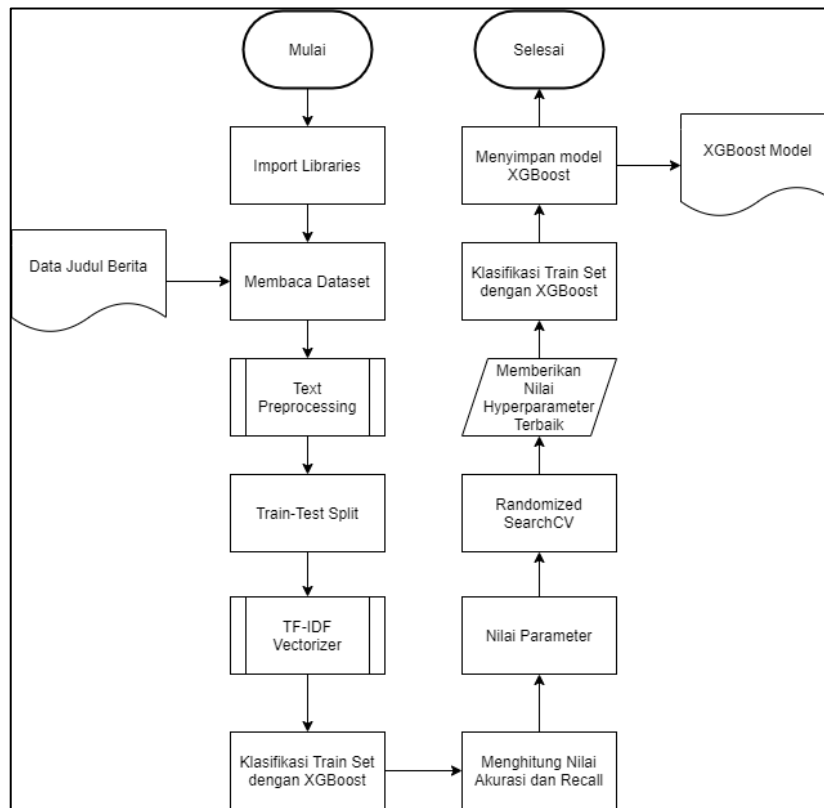 Mulai
Import Libraries
Data Judul Berita
Membaca Dataset
Text
Preprocessing
Train-Test Split
TF-IDF
Vectorizer
Klasifikasi Train Set
dengan XGBoost
Menghitung Nilai
Akurasi dan Recall
Nilai Parameter
Randomized
SearchCV
Memberikan
Nilai
Hyperparameter
Terbaik
Klasifikasi Train Set
dengan XGBoost
Menyimpan model
XGBoost
XGBoost Model
Selesai